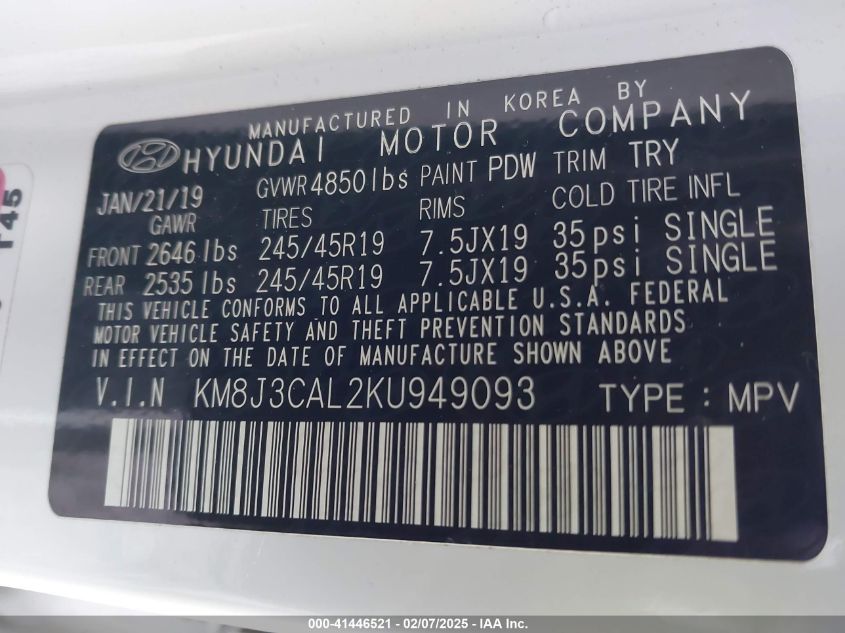 MANUFACTURED IN KOREA BY
HYUNDAI MOTOR COMPANY
JAN/21/19 GVWR 4850 lbs PAINT PDW TRIM TRY
GAWR TIRES RIMS COLD TIRE INFL
FRONT 2646 lbs 245/45R19 7.5JX19 35psi SINGLE
REAR 2535 lbs 245/45R19 7.5JX19 35psi SINGLE
THIS VEHICLE CONFORMS TO ALL APPLICABLE U.S.A. FEDERAL
MOTOR VEHICLE SAFETY AND THEFT PREVENTION STANDARDS
IN EFFECT ON THE DATE OF MANUFACTURE SHOWN ABOVE.
V.I.N KM8J3CAL2KU949093 TYPE : MPV
000-41446521 - 02/07/2025 - IAA Inc.